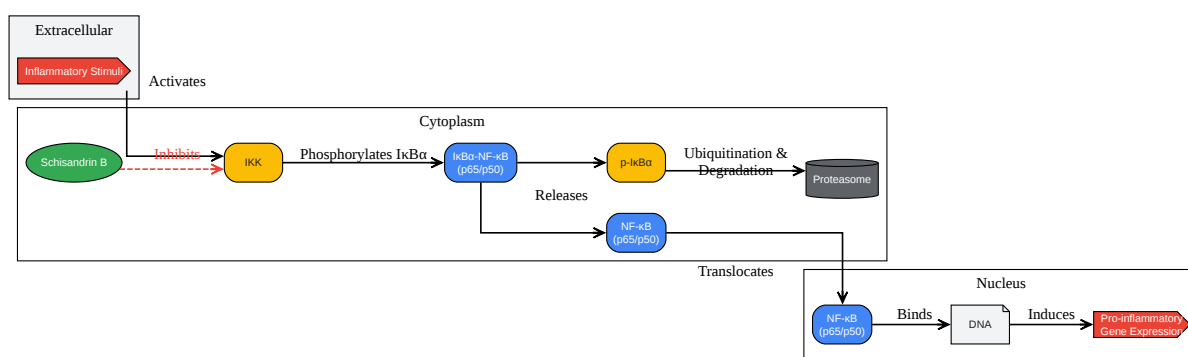 Extracellular
Inflammatory Stimuli
Activates
Cytoplasm
Schisandrin B
Inhibits
IKK
Phosphorylates IκBα
IκBα-NF-κB
(p65/p50)
p-IκBα
Ubiquitination &
Degradation
Proteasome
Releases
NF-κB
(p65/p50)
Translocates
Nucleus
NF-κB
(p65/p50)
Binds
DNA
Induces
Pro-inflammatory
Gene Expression